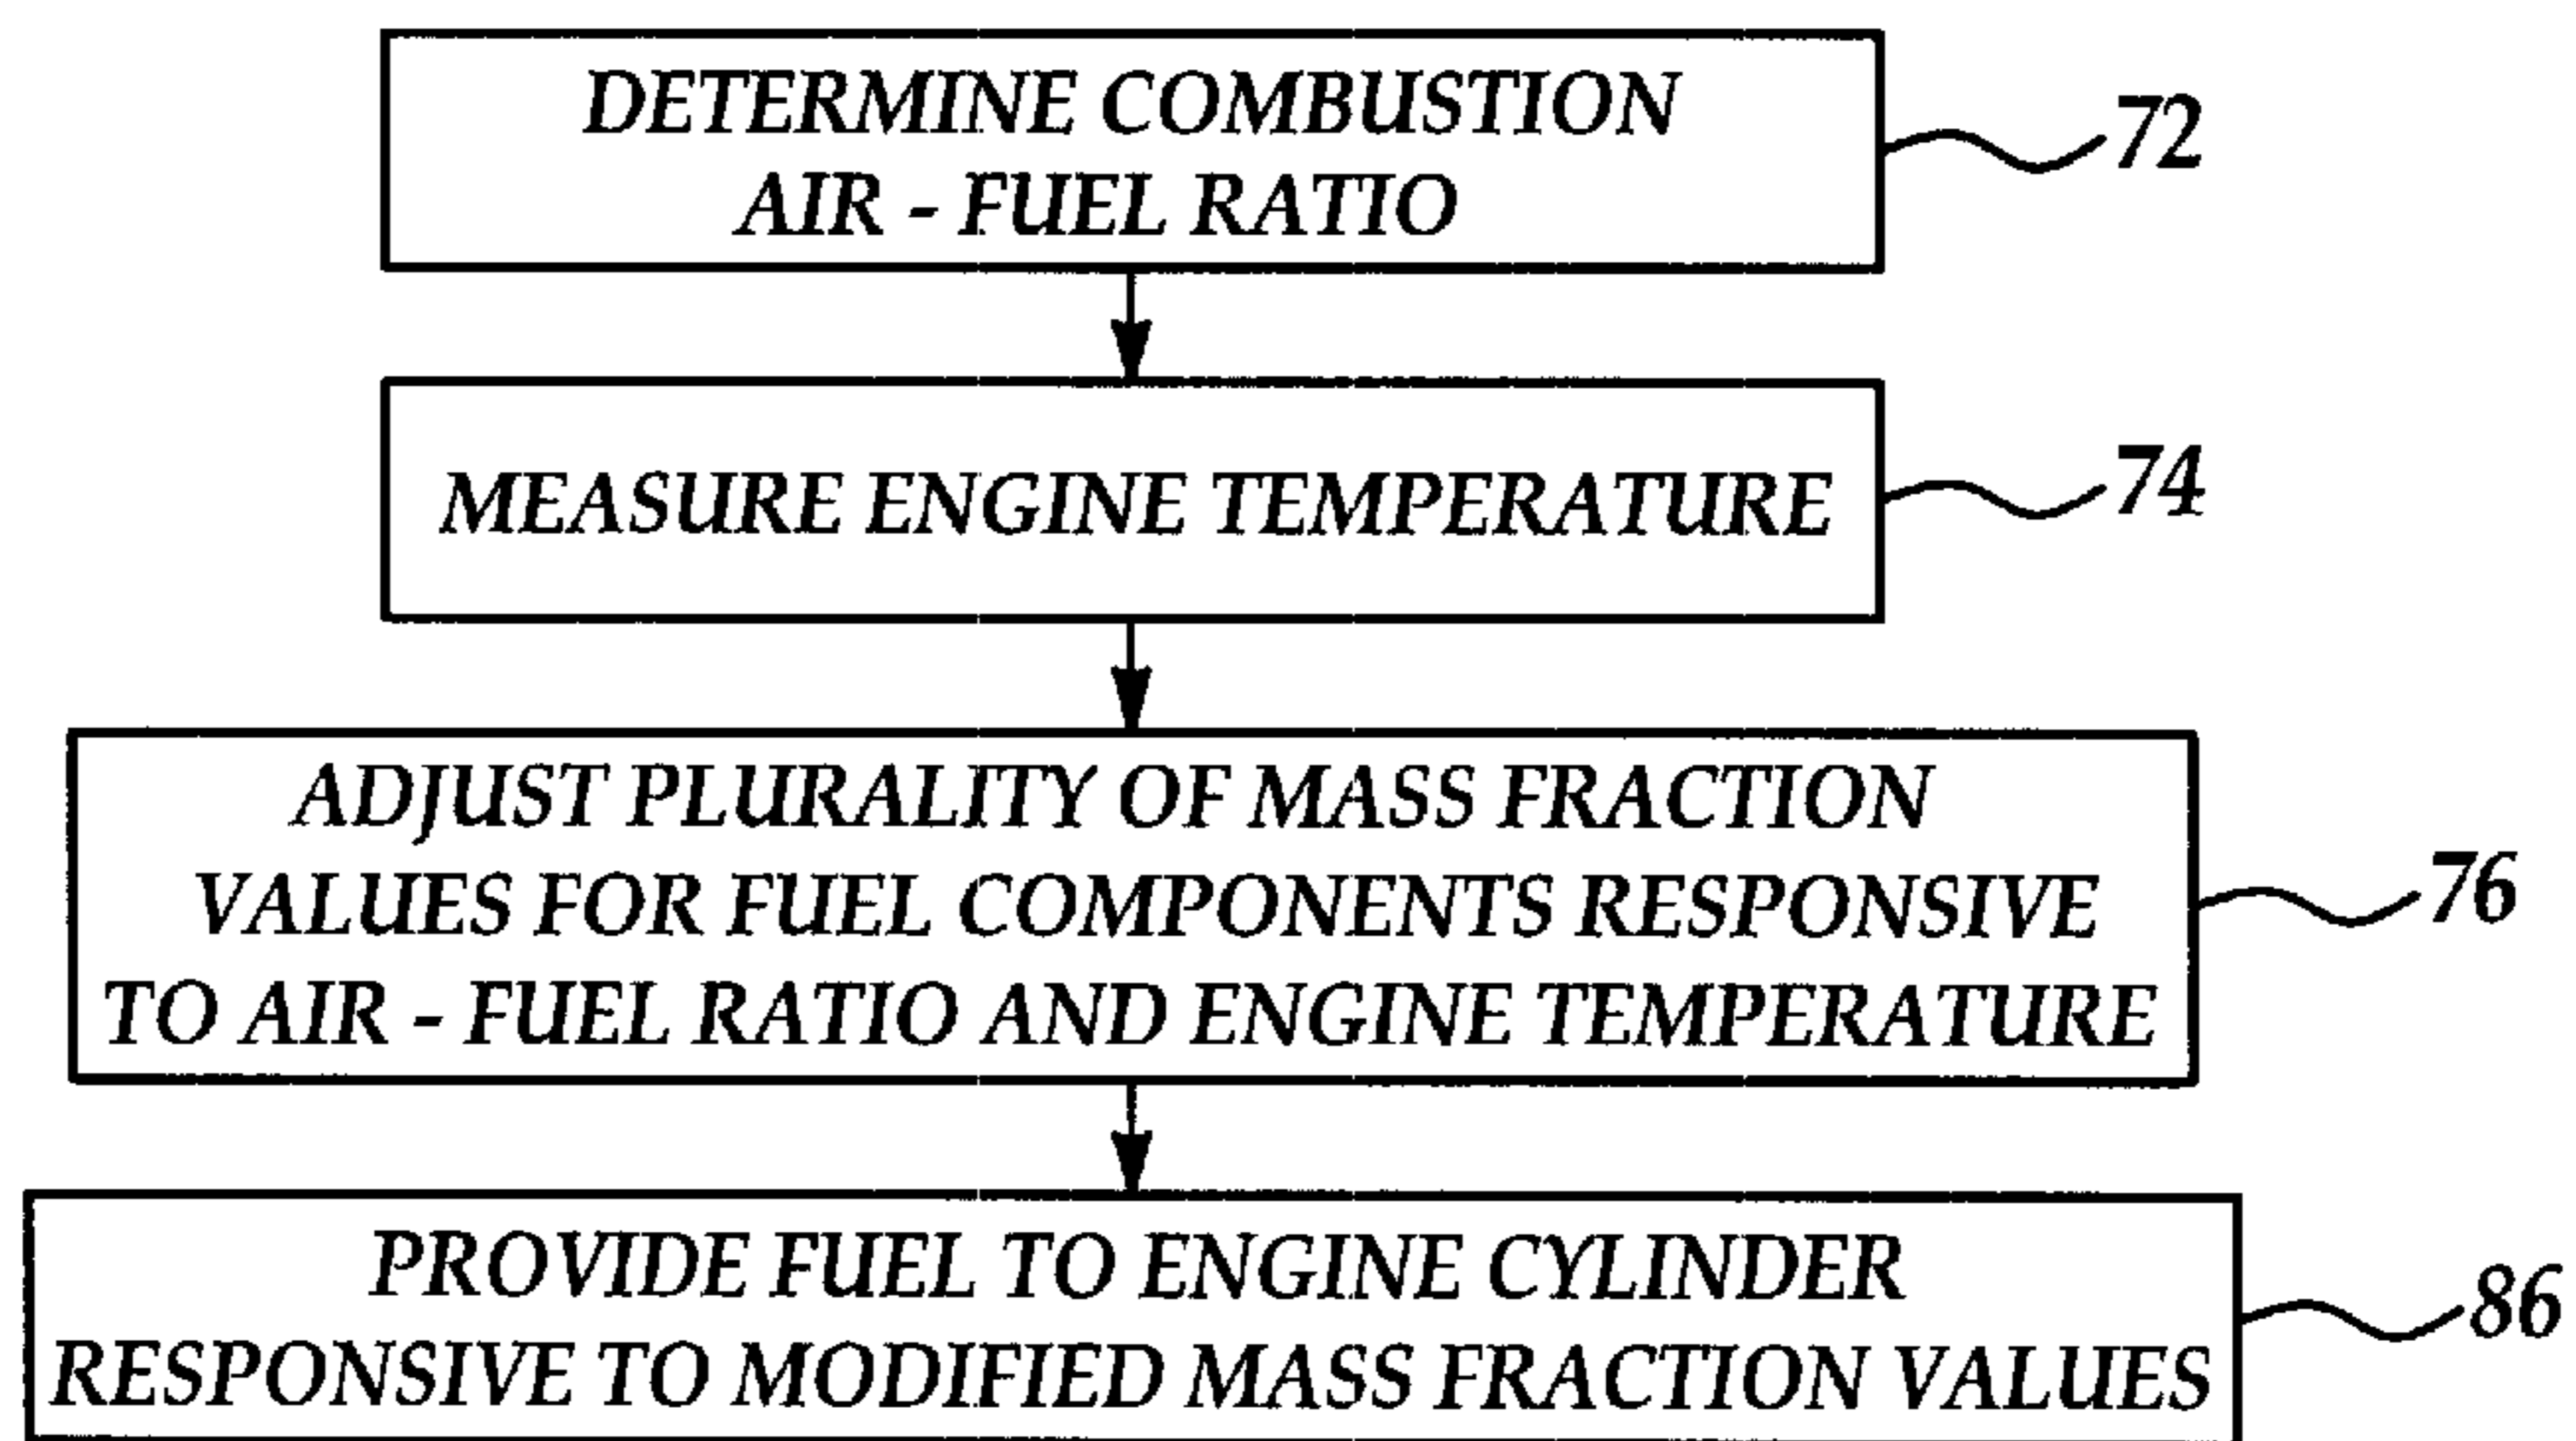 DETERMINE COMBUSTION
AIR - FUEL RATIO
72
MEASURE ENGINE TEMPERATURE
74
ADJUST PLURALITY OF MASS FRACTION
VALUES FOR FUEL COMPONENTS RESPONSIVE
TO AIR - FUEL RATIO AND ENGINE TEMPERATURE
76
PROVIDE FUEL TO ENGINE CYLINDER
RESPONSIVE TO MODIFIED MASS FRACTION VALUES
86